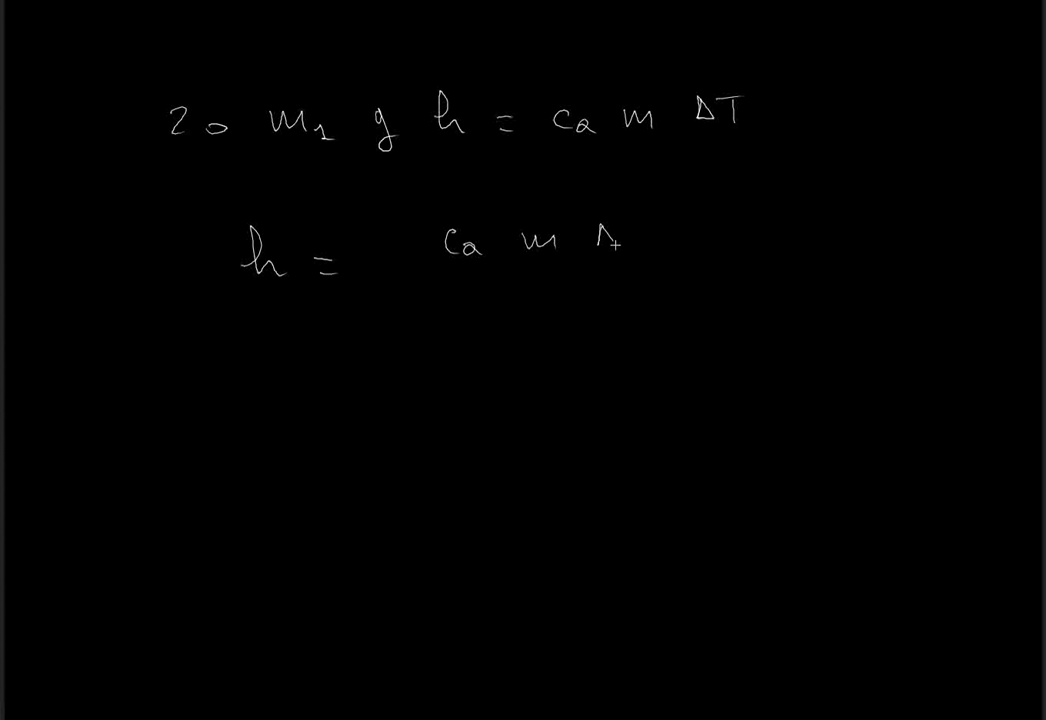 20 m₁ g h = ca m ΔT
h = ca m Δ